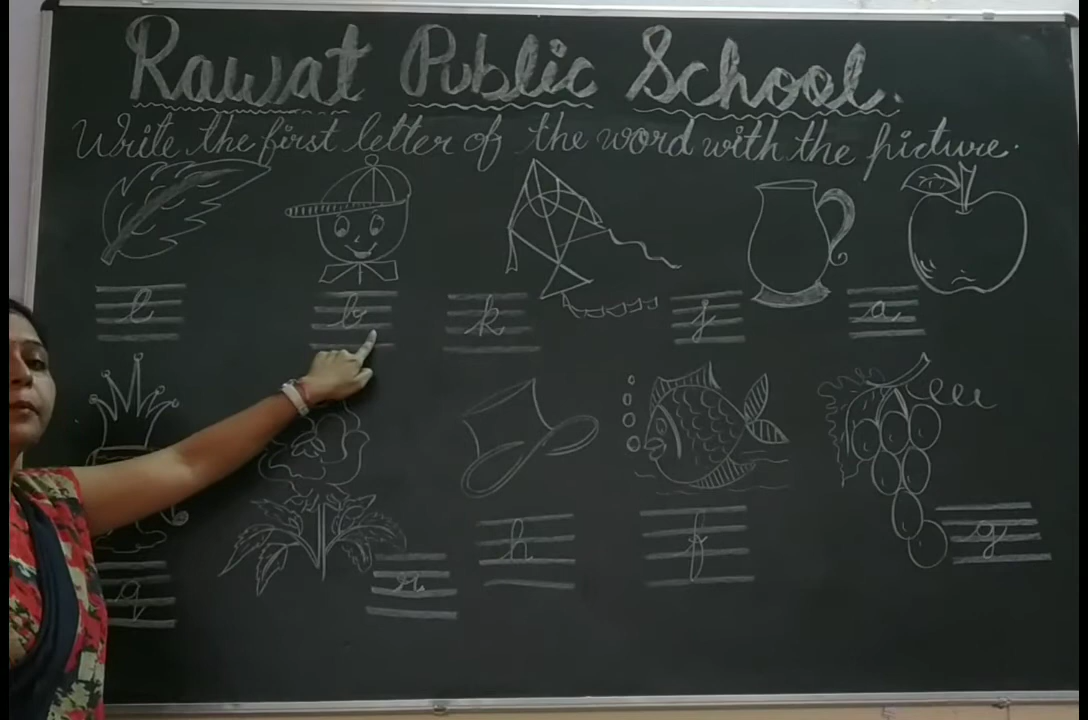 Rawat Public School.
Write the first letter of the word with the picture.
l b k j a
q r h f g